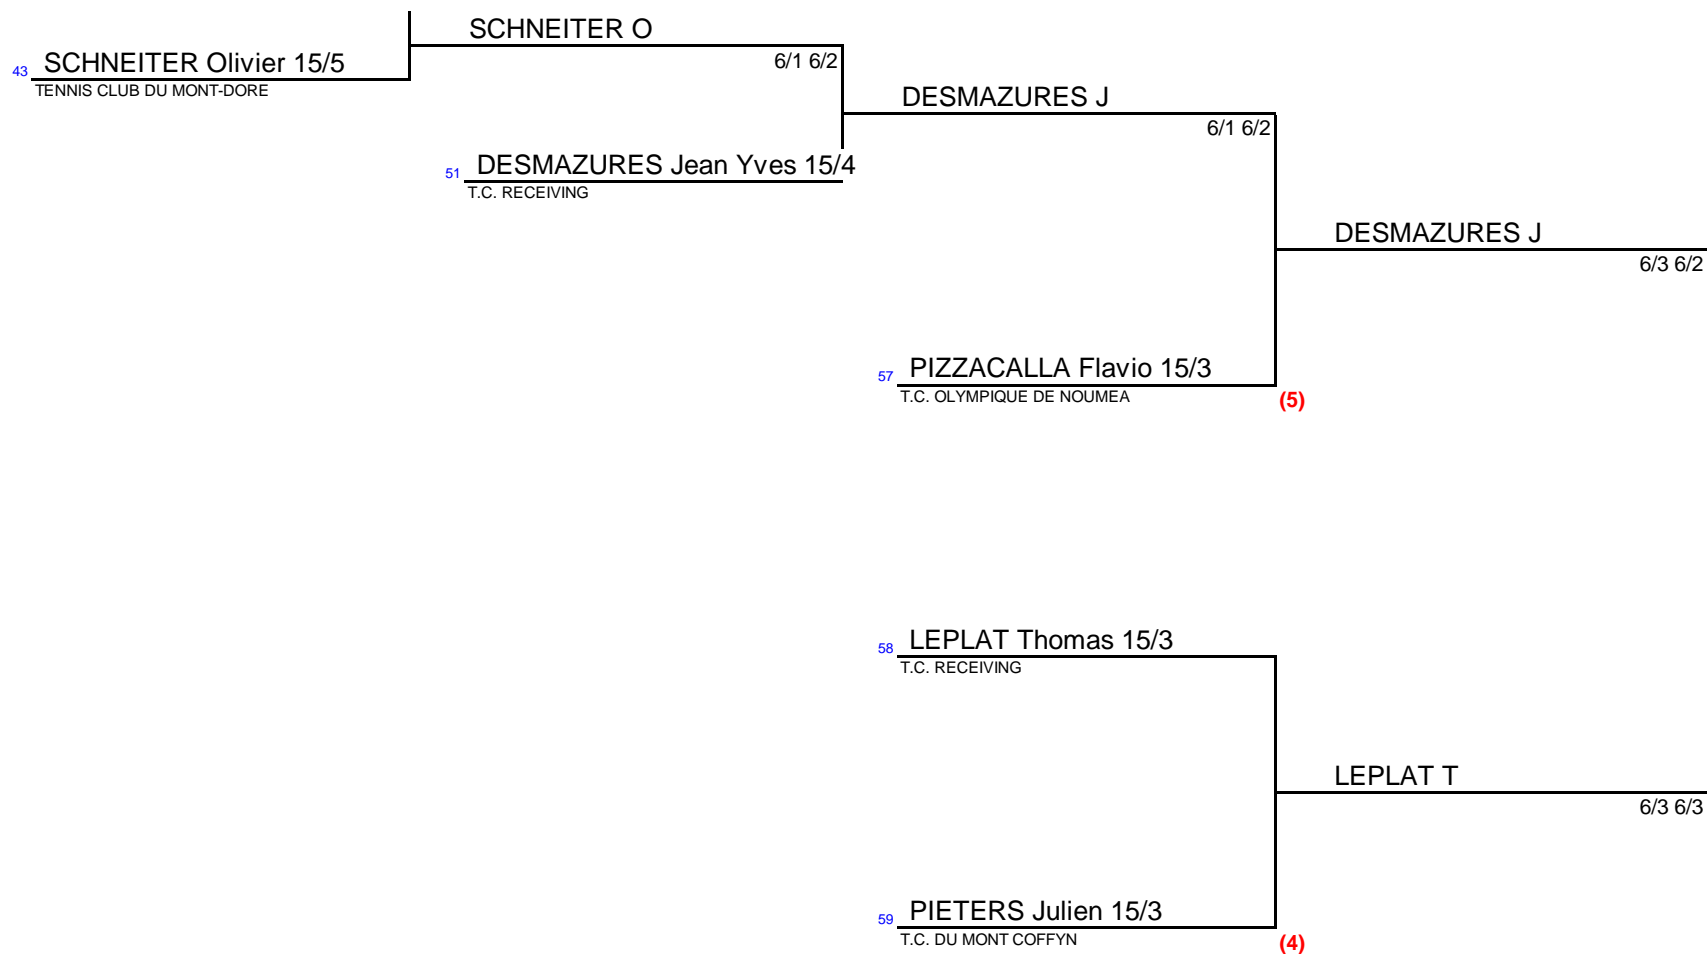 SCHNEITER O
43 SCHNEITER Olivier 15/5
6/1 6/2
TENNIS CLUB DU MONT-DORE
DESMAZURES J
6/1 6/2
51 DESMAZURES Jean Yves 15/4
T.C. RECEIVING
DESMAZURES J
6/3 6/2
57 PIZZACALLA Flavio 15/3
T.C. OLYMPIQUE DE NOUMEA
(5)
58 LEPLAT Thomas 15/3
T.C. RECEIVING
LEPLAT T
6/3 6/3
59 PIETERS Julien 15/3
T.C. DU MONT COFFYN
(4)